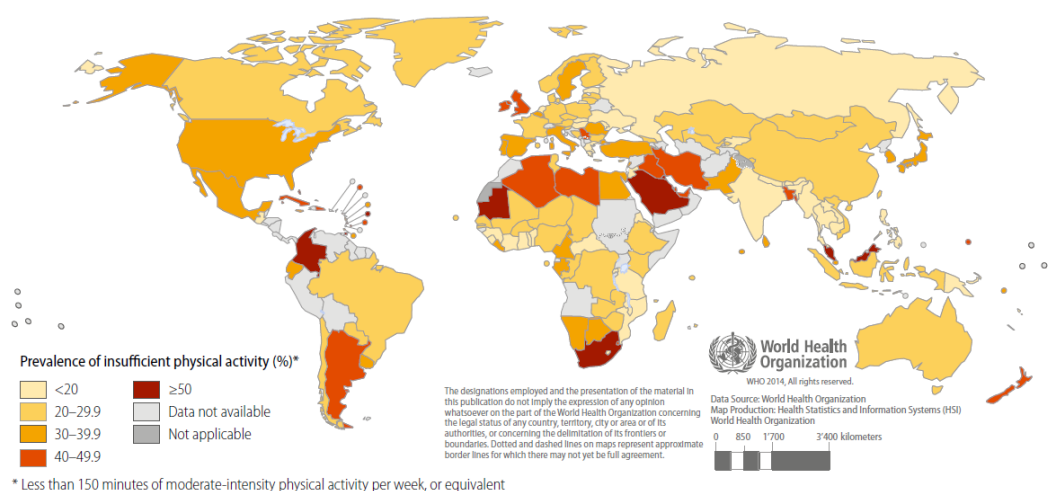 Prevalence of insufficient physical activity (%)*
<20
20–29.9
30–39.9
40–49.9
≥50
Data not available
Not applicable
The designations employed and the presentation of the material in
this publication do not imply the expression of any opinion
whatsoever on the part of the World Health Organization concerning
the legal status of any country, territory, city or area or of its
authorities, or concerning the delimitation of its frontiers or
boundaries. Dotted and dashed lines on maps represent approximate
border lines for which there may not yet be full agreement.
World Health
Organization
WHO 2014, All rights reserved.
Data Source: World Health Organization
Map Production: Health Statistics and Information Systems (HSI)
World Health Organization
0 850 1'700 3'400 kilometers
* Less than 150 minutes of moderate-intensity physical activity per week, or equivalent